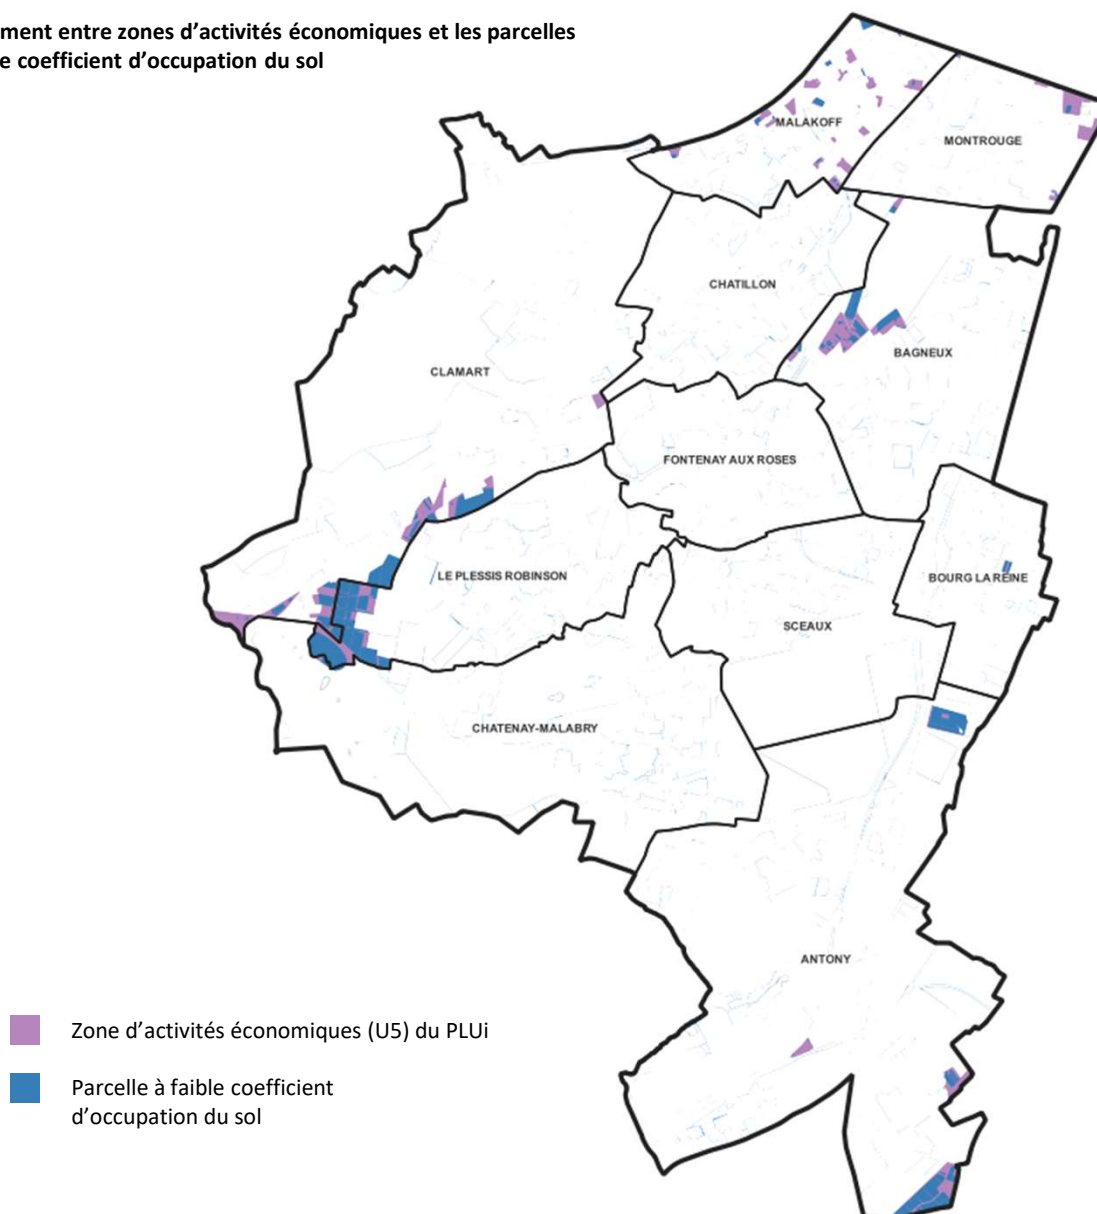 ment entre zones d'activités économiques et les parcelles
e coefficient d'occupation du sol
MALAKOFF
MONTROUGE
CHATILLON
BAGNEUX
CLAMART
FONTENAY AUX ROSES
LE PLESSIS ROBINSON
BOURG LA REINE
SCEAUX
CHATENAY-MALABRY
ANTONY
Zone d'activités économiques (U5) du PLUi
Parcelle à faible coefficient
d'occupation du sol